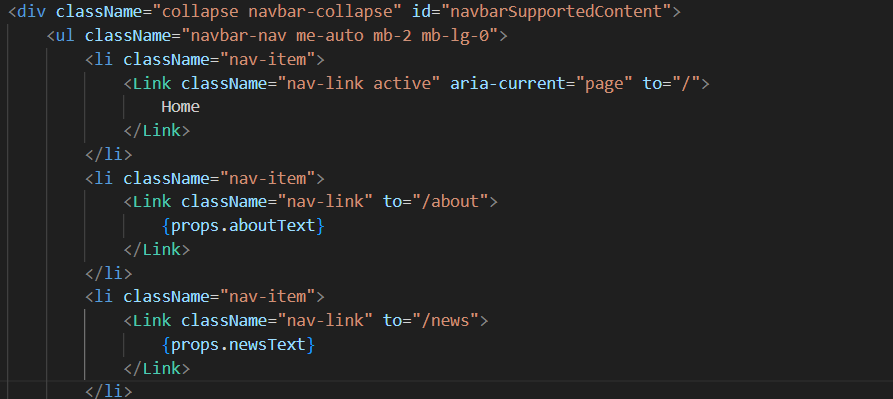 <div className="collapse navbar-collapse" id="navbarSupportedContent">
<ul className="navbar-nav me-auto mb-2 mb-lg-0">
<li className="nav-item">
<Link className="nav-link active" aria-current="page" to="/">
Home
</Link>
</li>
<li className="nav-item">
<Link className="nav-link" to="/about">
{props.aboutText}
</Link>
</li>
<li className="nav-item">
<Link className="nav-link" to="/news">
{props.newsText}
</Link>
</li>